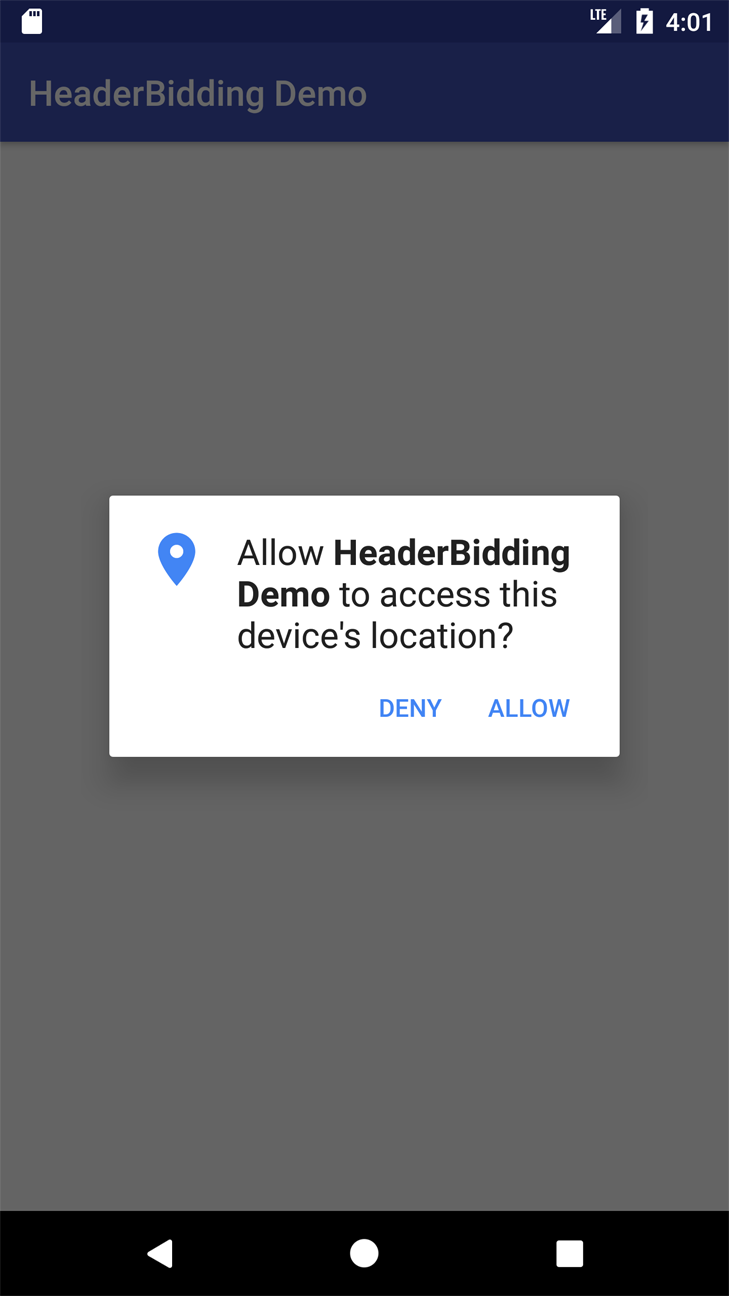 LTE 4:01
HeaderBidding Demo
Allow HeaderBidding
Demo to access this
device's location?
DENY ALLOW